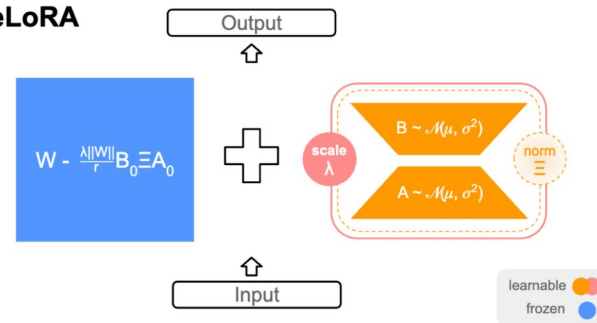 eLoRA
Output
W - λ||W||/r B₀ΞA₀
B ~ 𝒩(μ, σ²)
scale
λ
norm
Ξ
A ~ 𝒩(μ, σ²)
Input
learnable
frozen